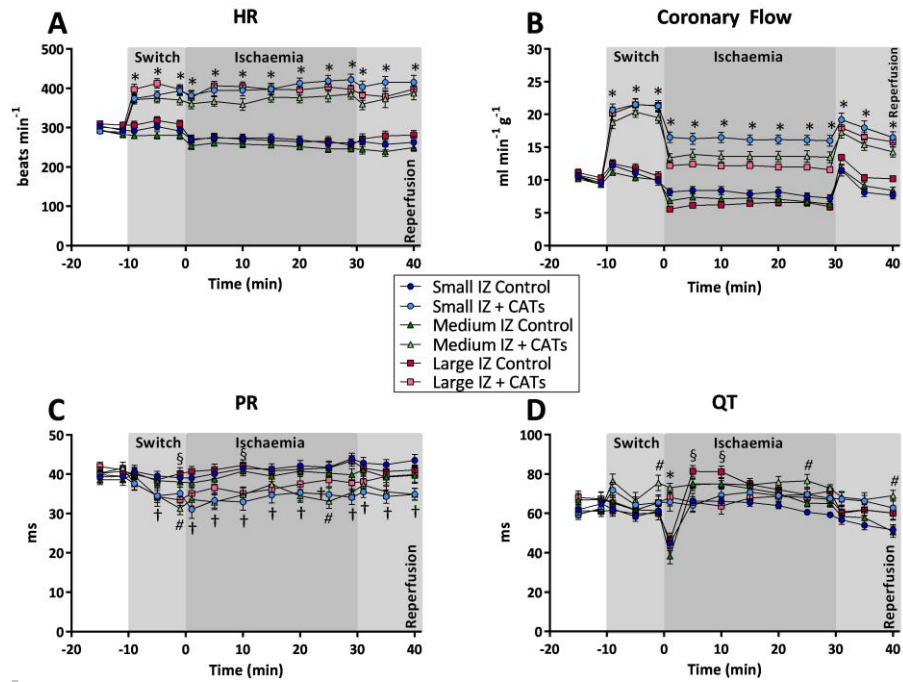 A
HR
Switch
Ischaemia
* * * * * * * * * * * *
beats min⁻¹
500
400
300
200
100
0
Reperfusion
-20 -10 0 10 20 30 40
Time (min)
B
Coronary Flow
ml min⁻¹ g⁻¹
30
25
20
15
10
5
0
* * * * * * * * * * * * *
Reperfusion
-20 -10 0 10 20 30 40
Time (min)
Small IZ Control
Small IZ + CATs
Medium IZ Control
Medium IZ + CATs
Large IZ Control
Large IZ + CATs
C
PR
Switch
Ischaemia
§ §
ms
50
40
30
20
10
0
† # † † † † † # † † †
Reperfusion
-20 -10 0 10 20 30 40
Time (min)
D
QT
Switch
Ischaemia
# * § § # #
ms
100
80
60
40
20
0
Reperfusion
-20 -10 0 10 20 30 40
Time (min)